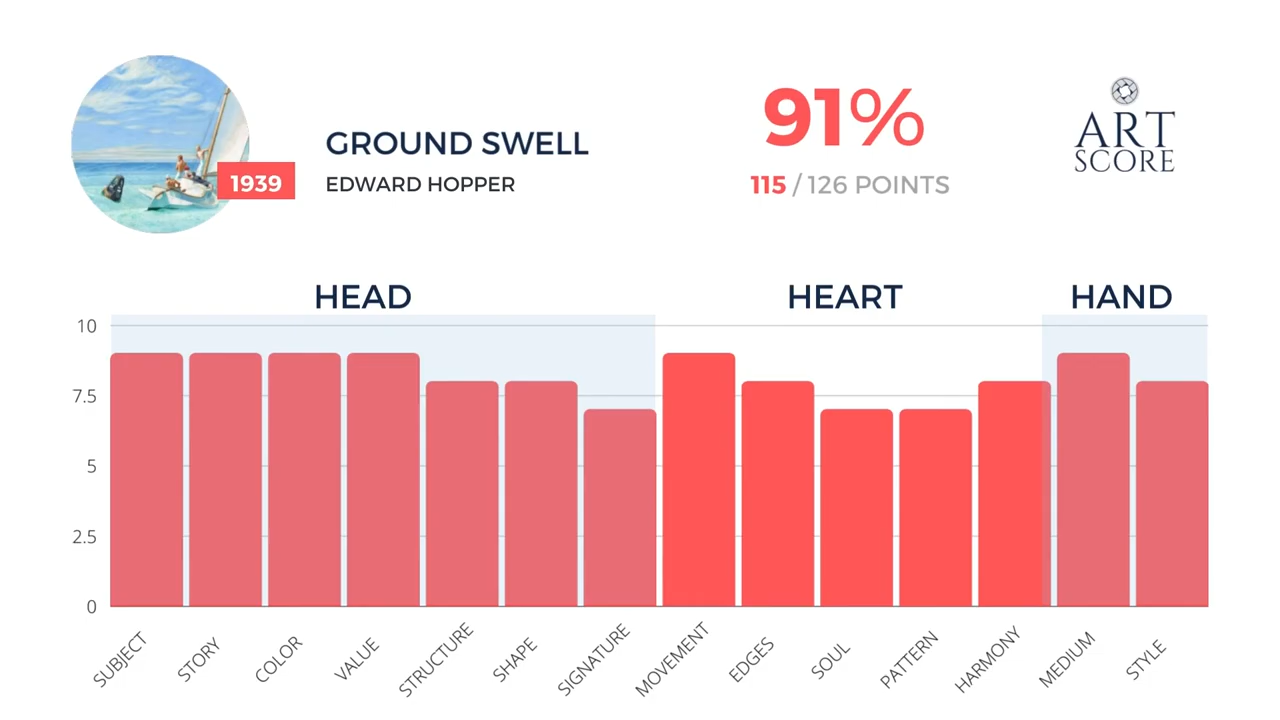 GROUND SWELL
1939
EDWARD HOPPER
91%
115 / 126 POINTS
ART
SCORE
HEAD
HEART
HAND
10
7.5
5
2.5
0
SUBJECT
STORY
COLOR
VALUE
STRUCTURE
SHAPE
SIGNATURE
MOVEMENT
EDGES
SOUL
PATTERN
HARMONY
MEDIUM
STYLE